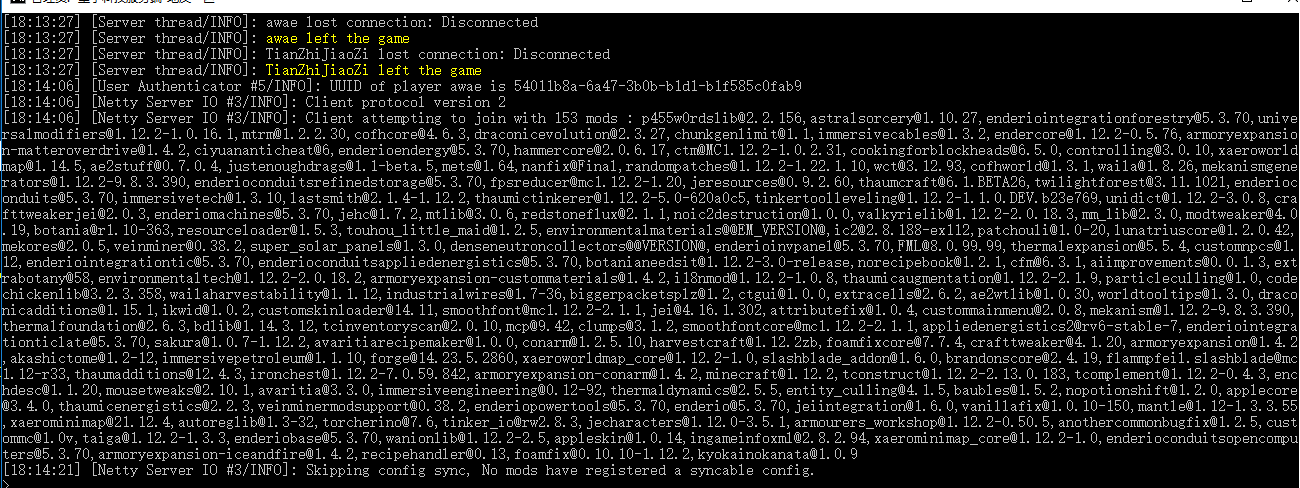 [18:13:27] [Server thread/INFO]: awae lost connection: Disconnected
[18:13:27] [Server thread/INFO]: awae left the game
[18:13:27] [Server thread/INFO]: TianZhiJiaoZi lost connection: Disconnected
[18:13:27] [Server thread/INFO]: TianZhiJiaoZi left the game
[18:14:06] [User Authenticator #5/INFO]: UUID of player awae is 54011b8a-6a47-3b0b-b1d1-b1f585c0fab9
[18:14:06] [Netty Server IO #3/INFO]: Client protocol version 2
[18:14:06] [Netty Server IO #3/INFO]: Client attempting to join with 153 mods : p455w0rdslib@2.2.156,astralsorcery@1.10.27,enderiointegrationforestry@5.3.70,unive
rsalmodifiers@1.12.2-1.0.16.1,mtrm@1.2.2.30,cofhcore@4.6.3,draconicevolution@2.3.27,chunkgenlimit@1.1,immersivecables@1.3.2,endercore@1.12.2-0.5.76,armoryexpansio
n-matteroverdrive@1.4.2,ciyuananticheat@6,enderioendergy@5.3.70,hammercore@2.0.6.17,ctm@MC1.12.2-1.0.2.31,cookingforblockheads@6.5.0,controlling@3.0.10,xaeroworld
map@1.14.5,ae2stuff@0.7.0.4,justenoughdrags@1.1-beta.5,mets@1.64,nanfix@Final,randompatches@1.12.2-1.22.1.10,wct@3.12.93,cofhworld@1.3.1,waila@1.8.26,mekanismgene
rators@1.12.2-9.8.3.390,enderioconduitsrefinedstorage@5.3.70,fpsreducer@mc1.12.2-1.20,jeresources@0.9.2.60,thaumcraft@6.1.BETA26,twilightforest@3.11.1021,enderioc
onduits@5.3.70,immersivetech@1.3.10,lastsmith@2.1.4-1.12.2,thaumictinkerer@1.12.2-5.0-620a0c5,tinkertoolleveling@1.12.2-1.1.0.DEV.b23e769,unidict@1.12.2-3.0.8,cra
fttweakerjei@2.0.3,enderiomachines@5.3.70,jehc@1.7.2,mtlib@3.0.6,redstoneflux@2.1.1,noic2destruction@1.0.0,valkyrielib@1.12.2-2.0.18.3,mm_lib@2.3.0,modtweaker@4.0
.19,botania@r1.10-363,resourceloader@1.5.3,touhou_little_maid@1.2.5,environmentalmaterials@@EM_VERSION@,ic2@2.8.188-ex112,patchouli@1.0-20,lunatriuscore@1.2.0.42,
mekores@2.0.5,veinminer@0.38.2,super_solar_panels@1.3.0,denseneutroncollectors@@VERSION@,enderioinvpanel@5.3.70,FML@8.0.99.99,thermalexpansion@5.5.4,customnpcs@1.
12,enderiointegrationtic@5.3.70,enderioconduitsappliedenergistics@5.3.70,botanianeedsit@1.12.2-3.0-release,norecipebook@1.2.1,cfm@6.3.1,aiimprovements@0.0.1.3,ext
rabotany@58,environmentaltech@1.12.2-2.0.18.2,armoryexpansion-custommaterials@1.4.2,i18nmod@1.12.2-1.0.8,thaumicaugmentation@1.12.2-2.1.9,particleculling@1.0,code
chickenlib@3.2.3.358,wailaharvestability@1.1.12,industrialwires@1.7-36,biggerpacketsplz@1.2,ctgui@1.0.0,extracells@2.6.2,ae2wtlib@1.0.30,worldtooltips@1.3.0,draco
nicadditions@1.15.1,ikwid@1.0.2,customskinloader@14.11,smoothfont@mc1.12.2-2.1.1,jei@4.16.1.302,attributefix@1.0.4,custommainmenu@2.0.8,mekanism@1.12.2-9.8.3.390,
thermalfoundation@2.6.3,bdlib@1.14.3.12,tcinventoryscan@2.0.10,mcp@9.42,clumps@3.1.2,smoothfontcore@mc1.12.2-2.1.1,appliedenergistics2@rv6-stable-7,enderiointegra
tionticlate@5.3.70,sakura@1.0.7-1.12.2,avaritiarecipemaker@1.0.0,conarm@1.2.5.10,harvestcraft@1.12.2zb,foamfixcore@7.7.4,crafttweaker@4.1.20,armoryexpansion@1.4.2
,akashictome@1.2-12,immersivepetroleum@1.1.10,forge@14.23.5.2860,xaeroworldmap_core@1.12.2-1.0,slashblade_addon@1.6.0,brandonscore@2.4.19,flammpfeil.slashblade@mc
1.12-r33,thaumadditions@12.4.3,ironchest@1.12.2-7.0.59.842,armoryexpansion-conarm@1.4.2,minecraft@1.12.2,tconstruct@1.12.2-2.13.0.183,tcomplement@1.12.2-0.4.3,enc
hdesc@1.1.20,mousetweaks@2.10.1,avaritia@3.3.0,immersiveengineering@0.12-92,thermaldynamics@2.5.5,entity_culling@4.1.5,baubles@1.5.2,nopotionshift@1.2.0,applecore
@3.4.0,thaumicenergistics@2.2.3,veinminermodsupport@0.38.2,enderiopowertools@5.3.70,enderio@5.3.70,jeiintegration@1.6.0,vanillafix@1.0.10-150,mantle@1.12-1.3.3.55
,xaerominimap@21.12.4,autoreglib@1.3-32,torcherino@7.6,tinker_io@rw2.8.3,jecharacters@1.12.0-3.5.1,armourers_workshop@1.12.2-0.50.5,anothercommonbugfix@1.2.5,cust
ommc@1.0v,taiga@1.12.2-1.3.3,enderiobase@5.3.70,wanionlib@1.12.2-2.5,appleskin@1.0.14,ingameinfoxml@2.8.2.94,xaerominimap_core@1.12.2-1.0,enderioconduitsopencompu
ters@5.3.70,armoryexpansion-iceandfire@1.4.2,recipehandler@0.13,foamfix@0.10.10-1.12.2,kyokainokanata@1.0.9
[18:14:21] [Netty Server IO #3/INFO]: Skipping config sync, No mods have registered a syncable config.
>